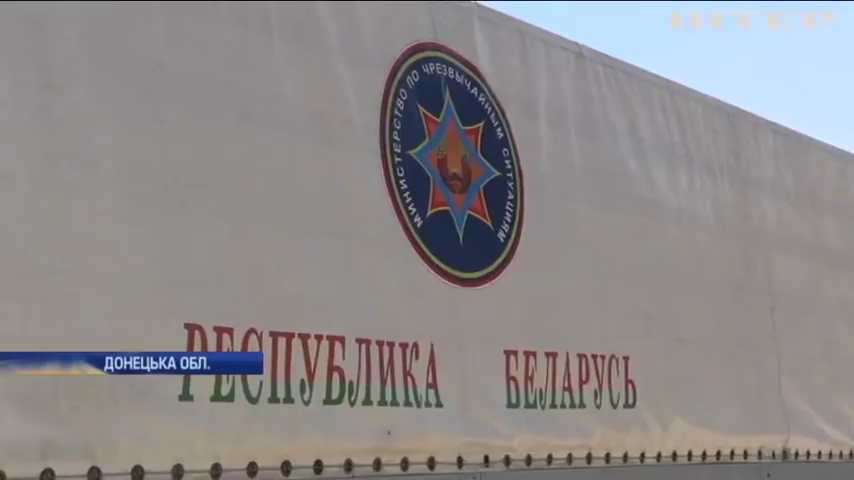 ІНТЕР
МИНИСТЕРСТВО ПО ЧРЕЗВЫЧАЙНЫМ СИТУАЦИЯМ
РЕСПУБЛИКА БЕЛАРУСЬ
ДОНЕЦЬКА ОБЛ.